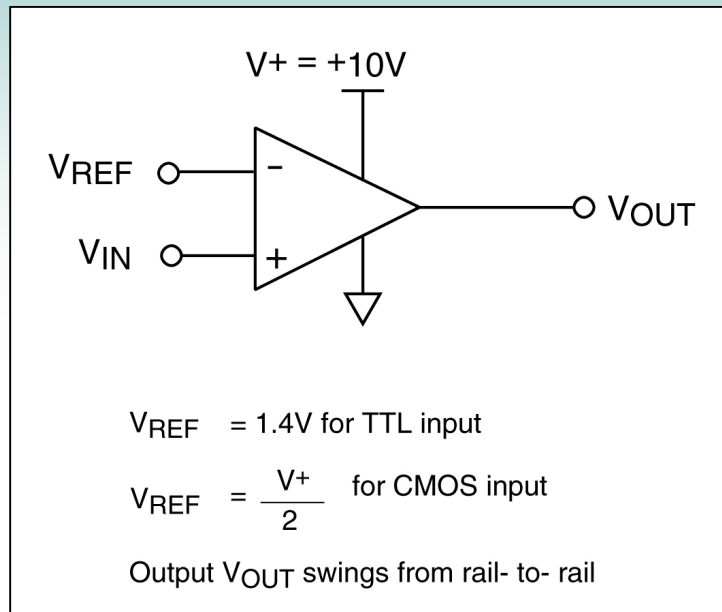 V+ = +10V
VREF
−
VIN
+
VOUT
VREF = 1.4V for TTL input
VREF = V+ / 2 for CMOS input
Output VOUT swings from rail- to- rail